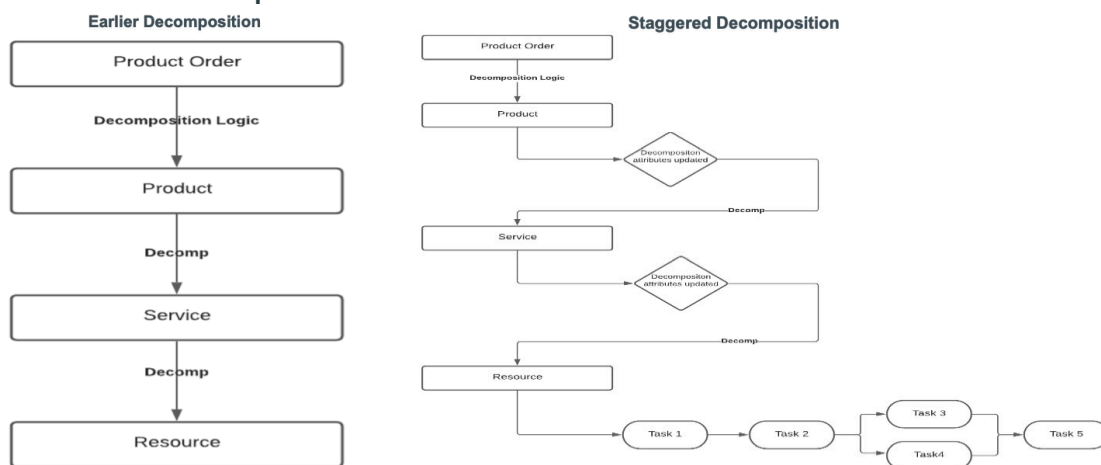 Earlier Decomposition
Product Order
Decomposition Logic
Product
Decomp
Service
Decomp
Resource
Staggered Decomposition
Product Order
Decomposition Logic
Product
Decompositon
attributes updated
Decomp
Service
Decompositon
attributes updated
Decomp
Resource
Task 1
Task 2
Task 3
Task4
Task 5